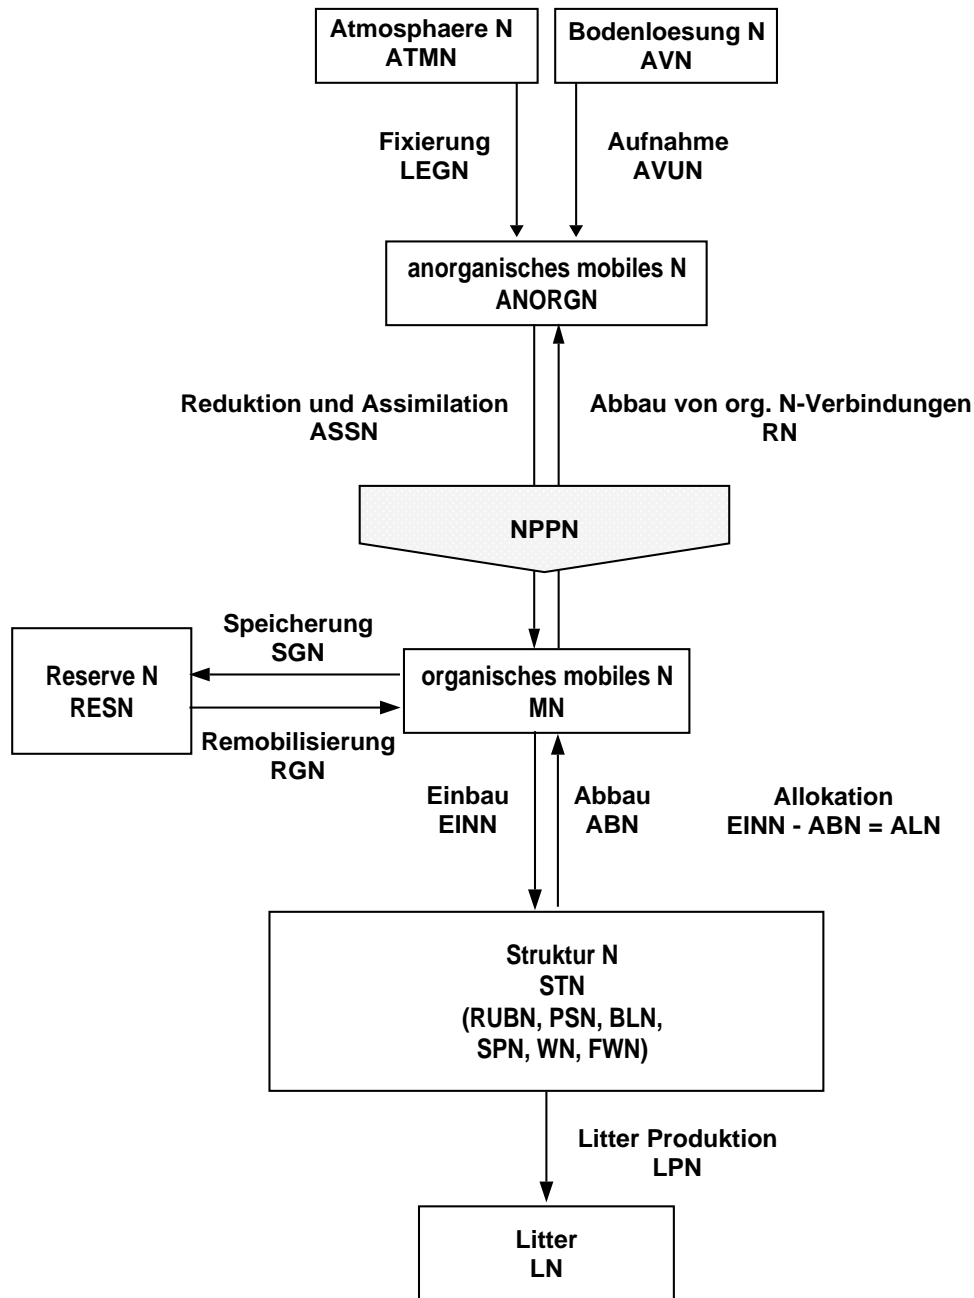 Atmosphaere N
ATMN
Bodenloesung N
AVN
Fixierung
LEGN
Aufnahme
AVUN
anorganisches mobiles N
ANORGN
Reduktion und Assimilation
ASSN
Abbau von org. N-Verbindungen
RN
NPPN
Speicherung
SGN
Reserve N
RESN
organisches mobiles N
MN
Remobilisierung
RGN
Einbau
EINN
Abbau
ABN
Allokation
EINN - ABN = ALN
Struktur N
STN
(RUBN, PSN, BLN,
SPN, WN, FWN)
Litter Produktion
LPN
Litter
LN